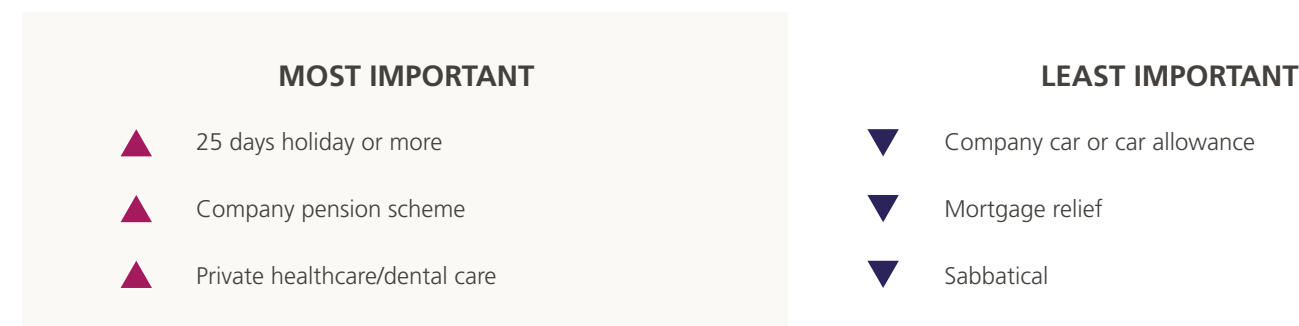 MOST IMPORTANT
25 days holiday or more
Company pension scheme
Private healthcare/dental care
LEAST IMPORTANT
Company car or car allowance
Mortgage relief
Sabbatical